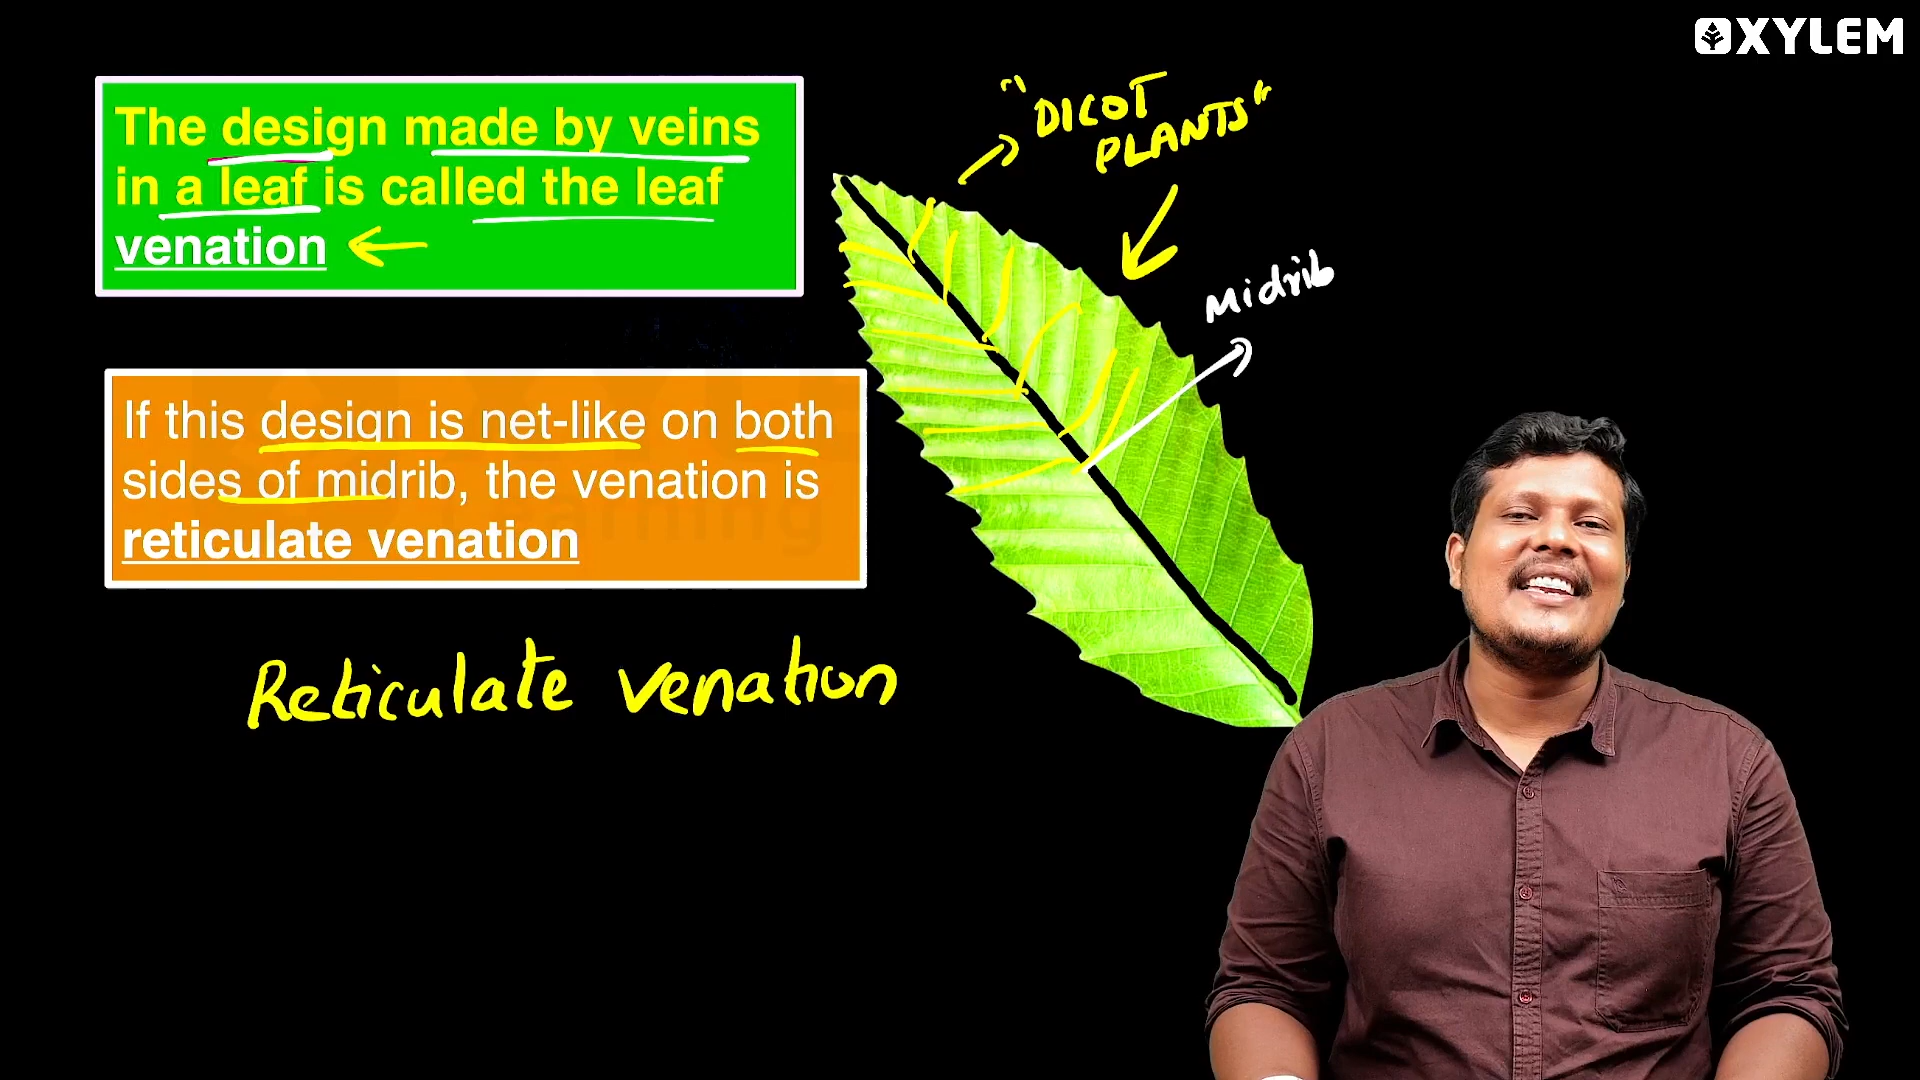 XYLEM
The design made by veins
in a leaf is called the leaf
venation
"DICOT
PLANTS"
Midrib
If this design is net-like on both
sides of midrib, the venation is
reticulate venation
Reticulate venation